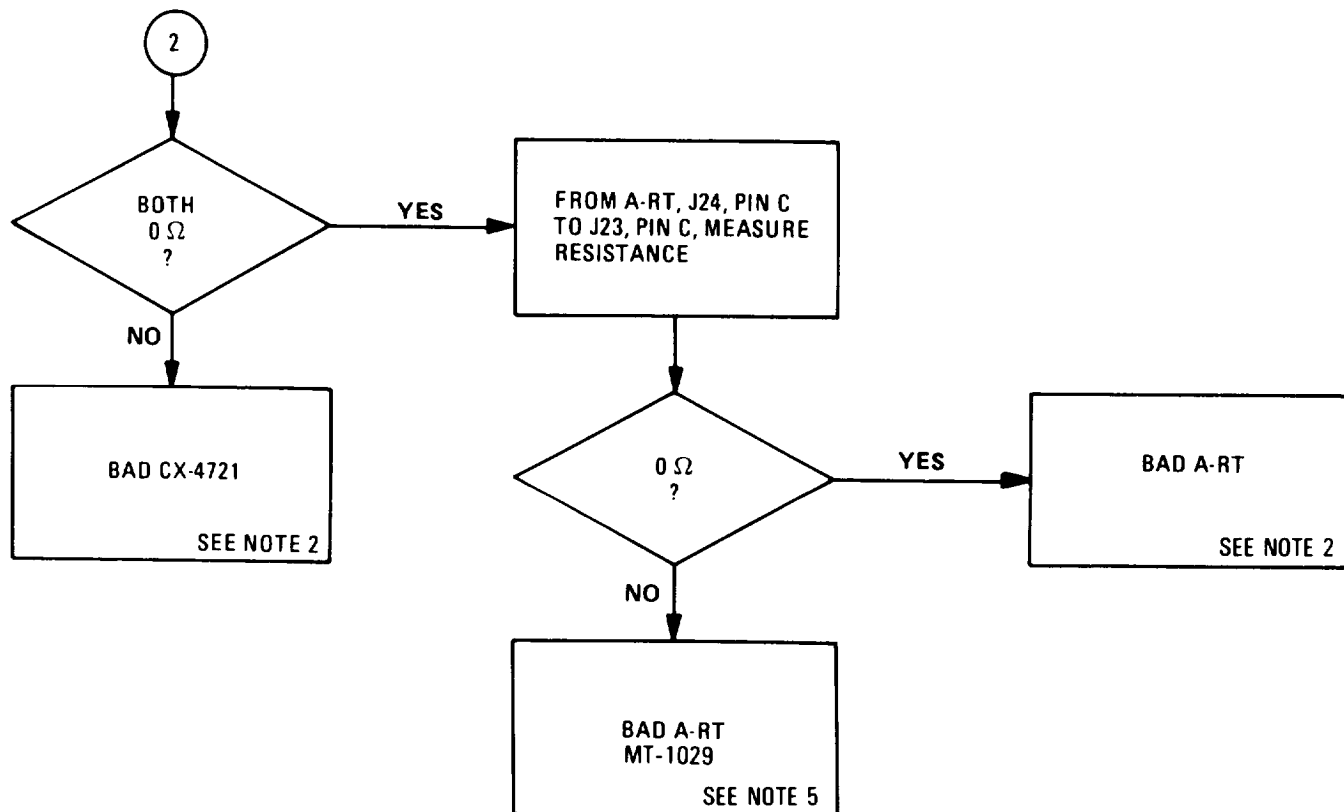 2
BOTH
0 Ω
?
YES
FROM A-RT, J24, PIN C
TO J23, PIN C, MEASURE
RESISTANCE
NO
BAD CX-4721
SEE NOTE 2
0 Ω
?
YES
BAD A-RT
SEE NOTE 2
NO
BAD A-RT
MT-1029
SEE NOTE 5